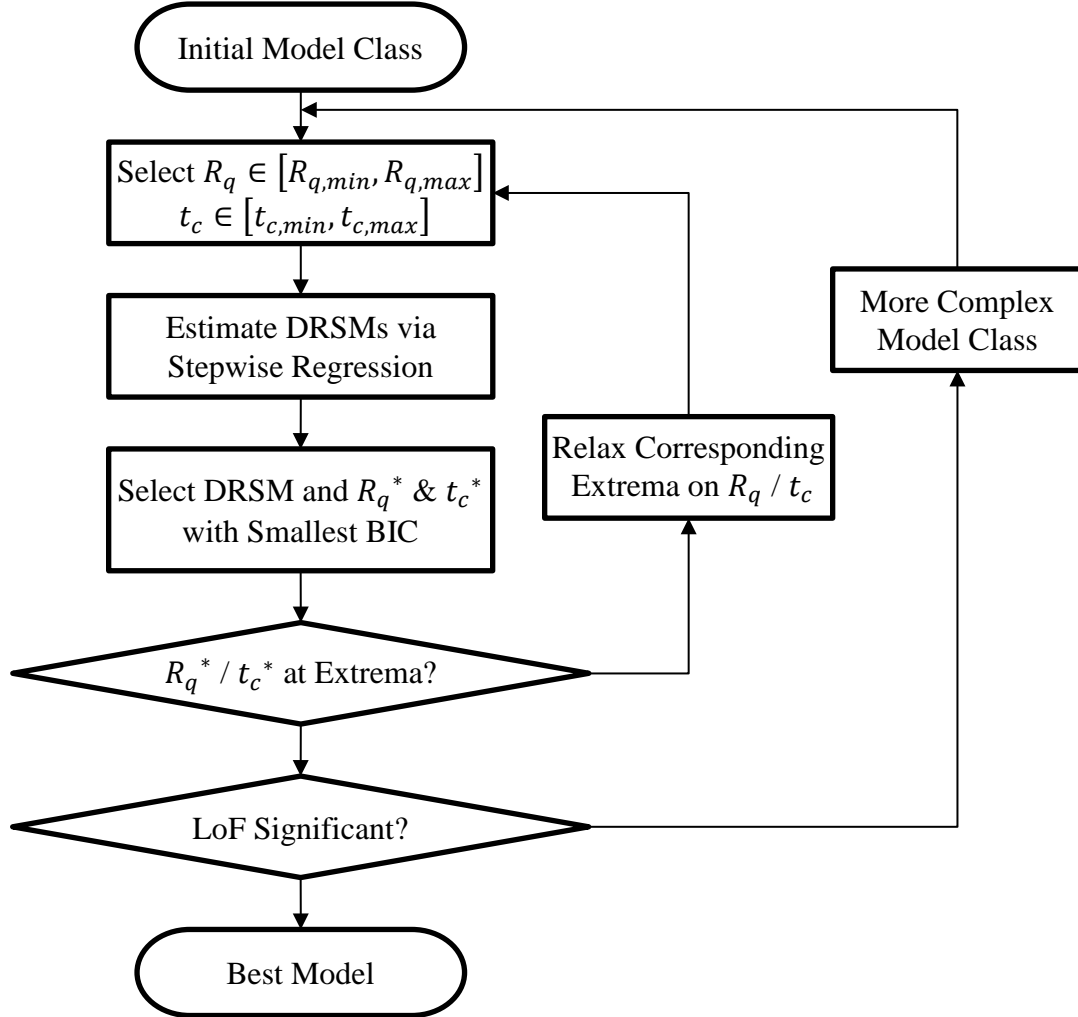 Initial Model Class
Select R_q ∈ [R_{q,min}, R_{q,max}]
t_c ∈ [t_{c,min}, t_{c,max}]
Estimate DRSMs via
Stepwise Regression
Select DRSM and R_q^* & t_c^*
with Smallest BIC
R_q^* / t_c^* at Extrema?
LoF Significant?
Best Model
Relax Corresponding
Extrema on R_q / t_c
More Complex
Model Class